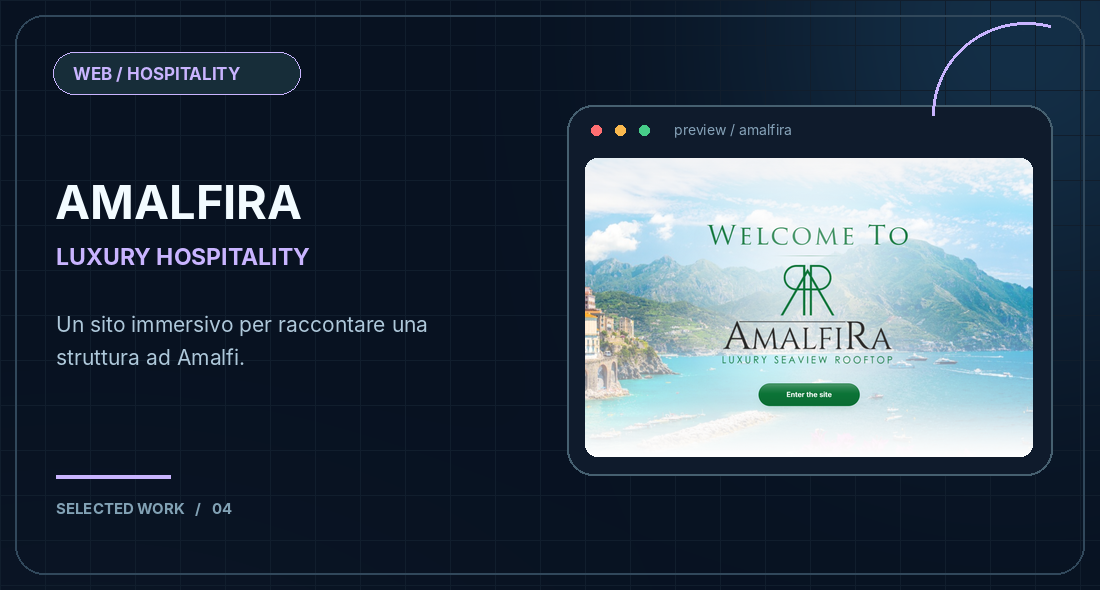 WEB / HOSPITALITY
AMALFIRA
LUXURY HOSPITALITY
Un sito immersivo per raccontare una
struttura ad Amalfi.
SELECTED WORK / 04
preview / amalfira
WELCOME TO
AMALFIRA
LUXURY SEAVIEW ROOFTOP
Enter the site